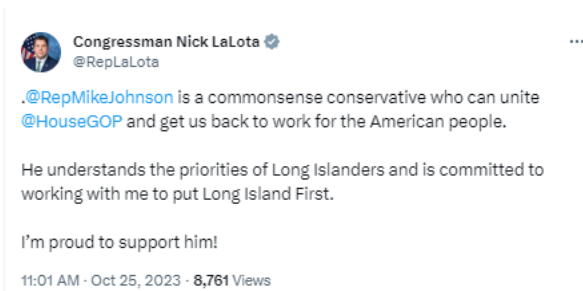 Congressman Nick LaLota
@RepLaLota
.@RepMikeJohnson is a commonsense conservative who can unite
@HouseGOP and get us back to work for the American people.
He understands the priorities of Long Islanders and is committed to
working with me to put Long Island First.
I'm proud to support him!
11:01 AM · Oct 25, 2023 · 8,761 Views